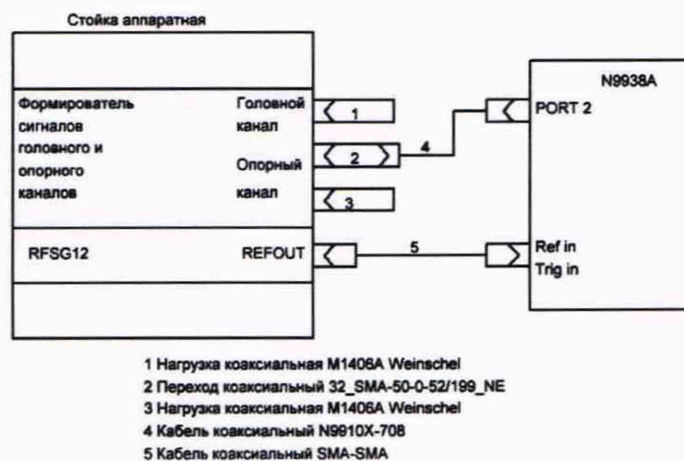 Стойка аппаратная
N9938A
Формирователь
сигналов
головного и
опорного
каналов
Головной
канал
1
PORT 2
Опорный
канал
2
4
3
RFSG12
REFOUT
5
Ref in
Trig in
1 Нагрузка коаксиальная M1406A Weinschel
2 Переход коаксиальный 32_SMA-50-0-52/199_NE
3 Нагрузка коаксиальная M1406A Weinschel
4 Кабель коаксиальный N9910X-708
5 Кабель коаксиальный SMA-SMA